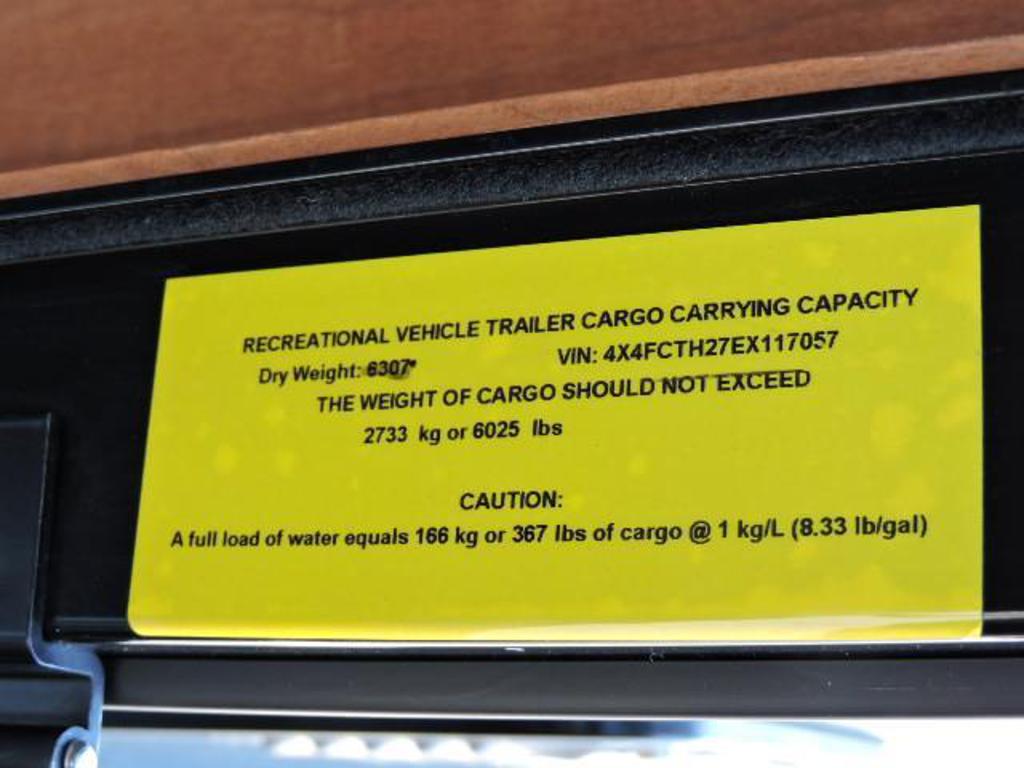 RECREATIONAL VEHICLE TRAILER CARGO CARRYING CAPACITY
Dry Weight: 6307 VIN: 4X4FCTH27EX117057
THE WEIGHT OF CARGO SHOULD NOT EXCEED
2733 kg or 6025 lbs
CAUTION:
A full load of water equals 166 kg or 367 lbs of cargo @ 1 kg/L (8.33 lb/gal)